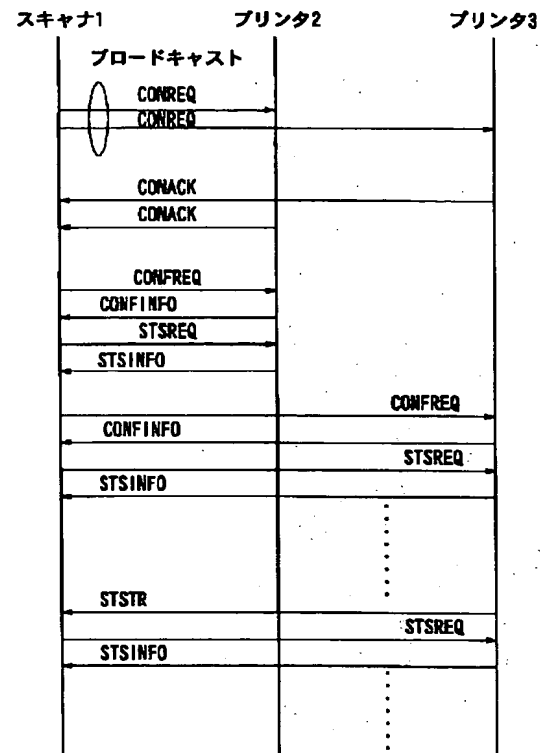 スキャナ1 プリンタ2 プリンタ3
ブロードキャスト
CONREQ
CONREQ
CONACK
CONACK
CONFREQ
CONFINFO
STSREQ
STSINFO
CONFREQ
CONFINFO
STSREQ
STSINFO
STSTR
STSREQ
STSINFO